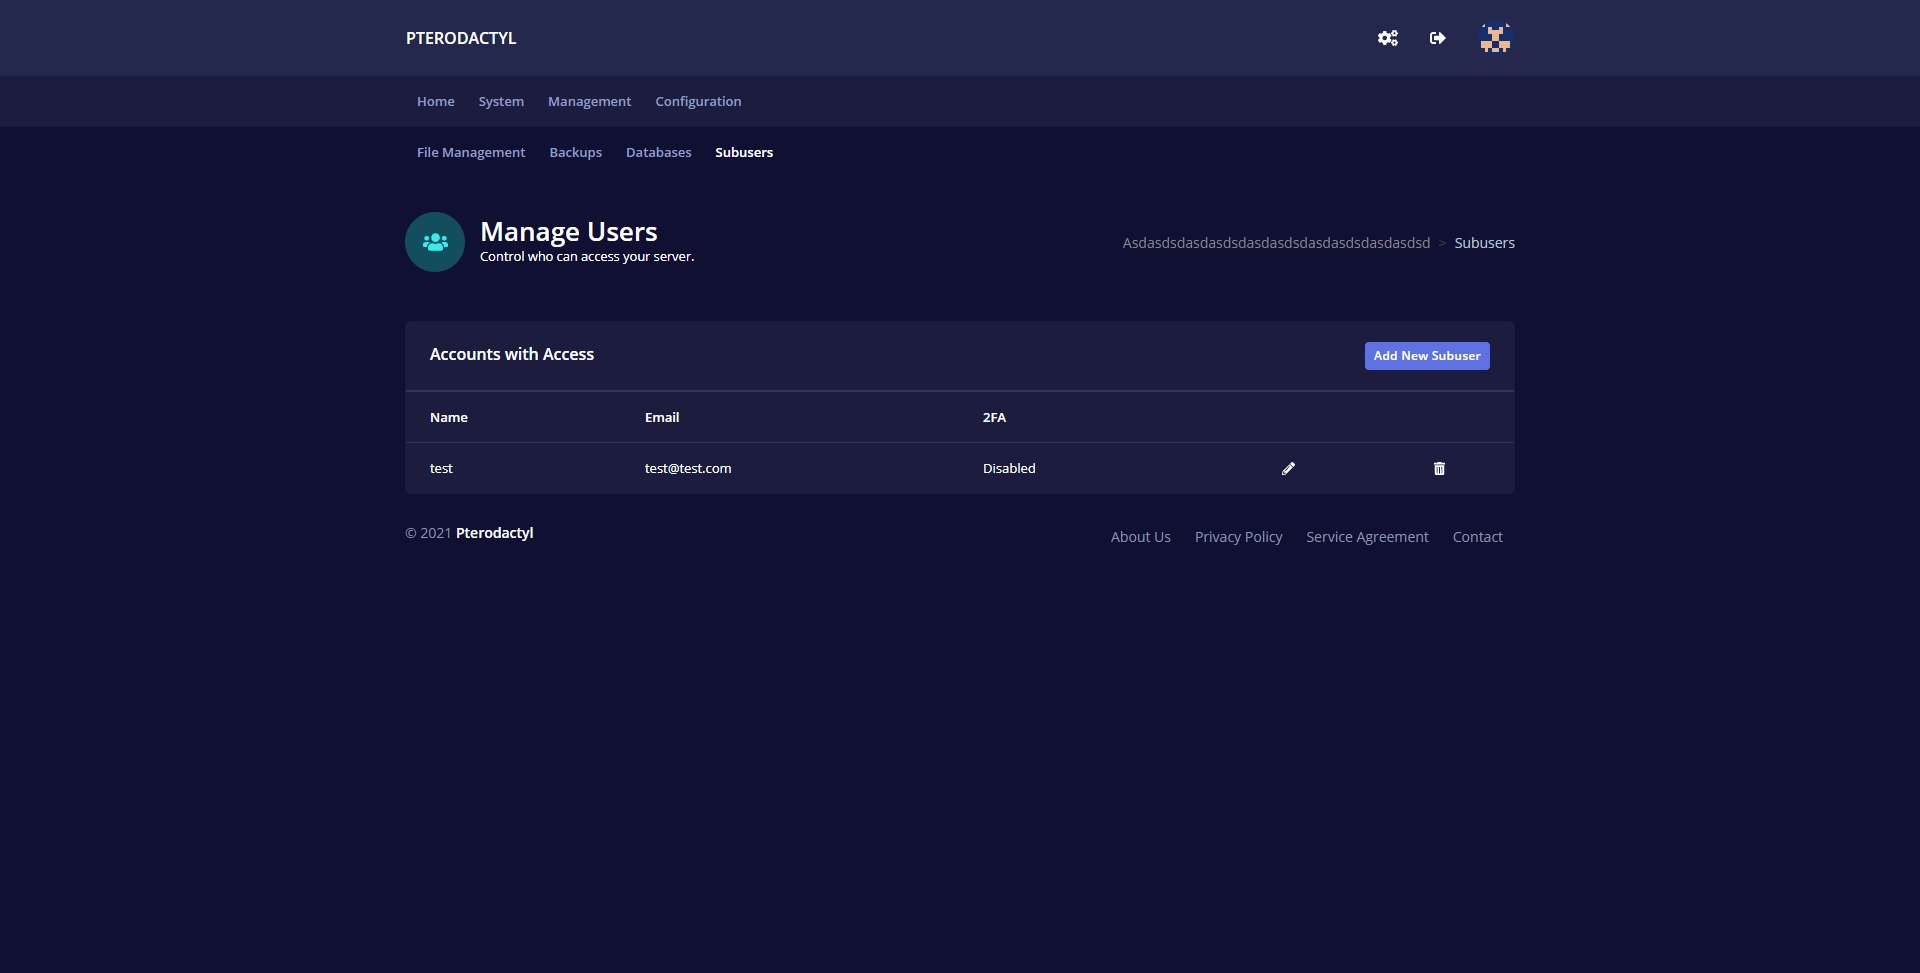 PTERODACTYL
Home System Management Configuration
File Management Backups Databases Subusers
Manage Users
Control who can access your server.
Asdasdsdasdasdsdasdasdsdasdasdsdasdasdsd > Subusers
Accounts with Access
Add New Subuser
Name Email 2FA
test test@test.com Disabled
© 2021 Pterodactyl
About Us Privacy Policy Service Agreement Contact